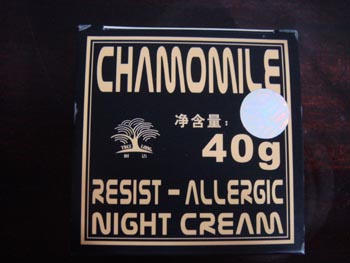 CHAMOMILE
净含量:
40g
RESIST - ALLERGIC
NIGHT CREAM